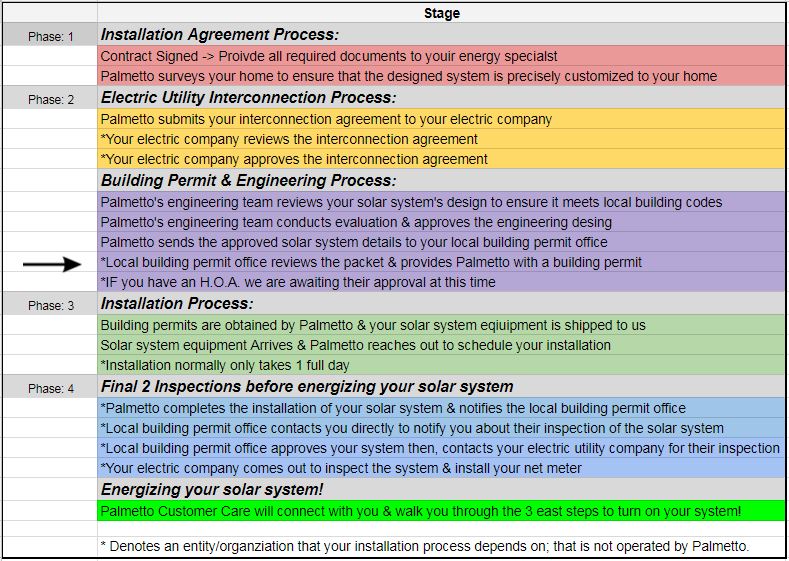 Stage
Phase: 1 Installation Agreement Process:
Contract Signed -> Proivde all required documents to youir energy specialst
Palmetto surveys your home to ensure that the designed system is precisely customized to your home
Phase: 2 Electric Utility Interconnection Process:
Palmetto submits your interconnection agreement to your electric company
*Your electric company reviews the interconnection agreement
*Your electric company approves the interconnection agreement
Building Permit & Engineering Process:
Palmetto's engineering team reviews your solar system's design to ensure it meets local building codes
Palmetto's engineering team conducts evaluation & approves the engineering desing
Palmetto sends the approved solar system details to your local building permit office
*Local building permit office reviews the packet & provides Palmetto with a building permit
*IF you have an H.O.A. we are awaiting their approval at this time
Phase: 3 Installation Process:
Building permits are obtained by Palmetto & your solar system eqiuipment is shipped to us
Solar system equipment Arrives & Palmetto reaches out to schedule your installation
*Installation normally only takes 1 full day
Phase: 4 Final 2 Inspections before energizing your solar system
*Palmetto completes the installation of your solar system & notifies the local building permit office
*Local building permit office contacts you directly to notify you about their inspection of the solar system
*Local building permit office approves your system then, contacts your electric utility company for their inspection
*Your electric company comes out to inspect the system & install your net meter
Energizing your solar system!
Palmetto Customer Care will connect with you & walk you through the 3 east steps to turn on your system!
* Denotes an entity/organziation that your installation process depends on; that is not operated by Palmetto.